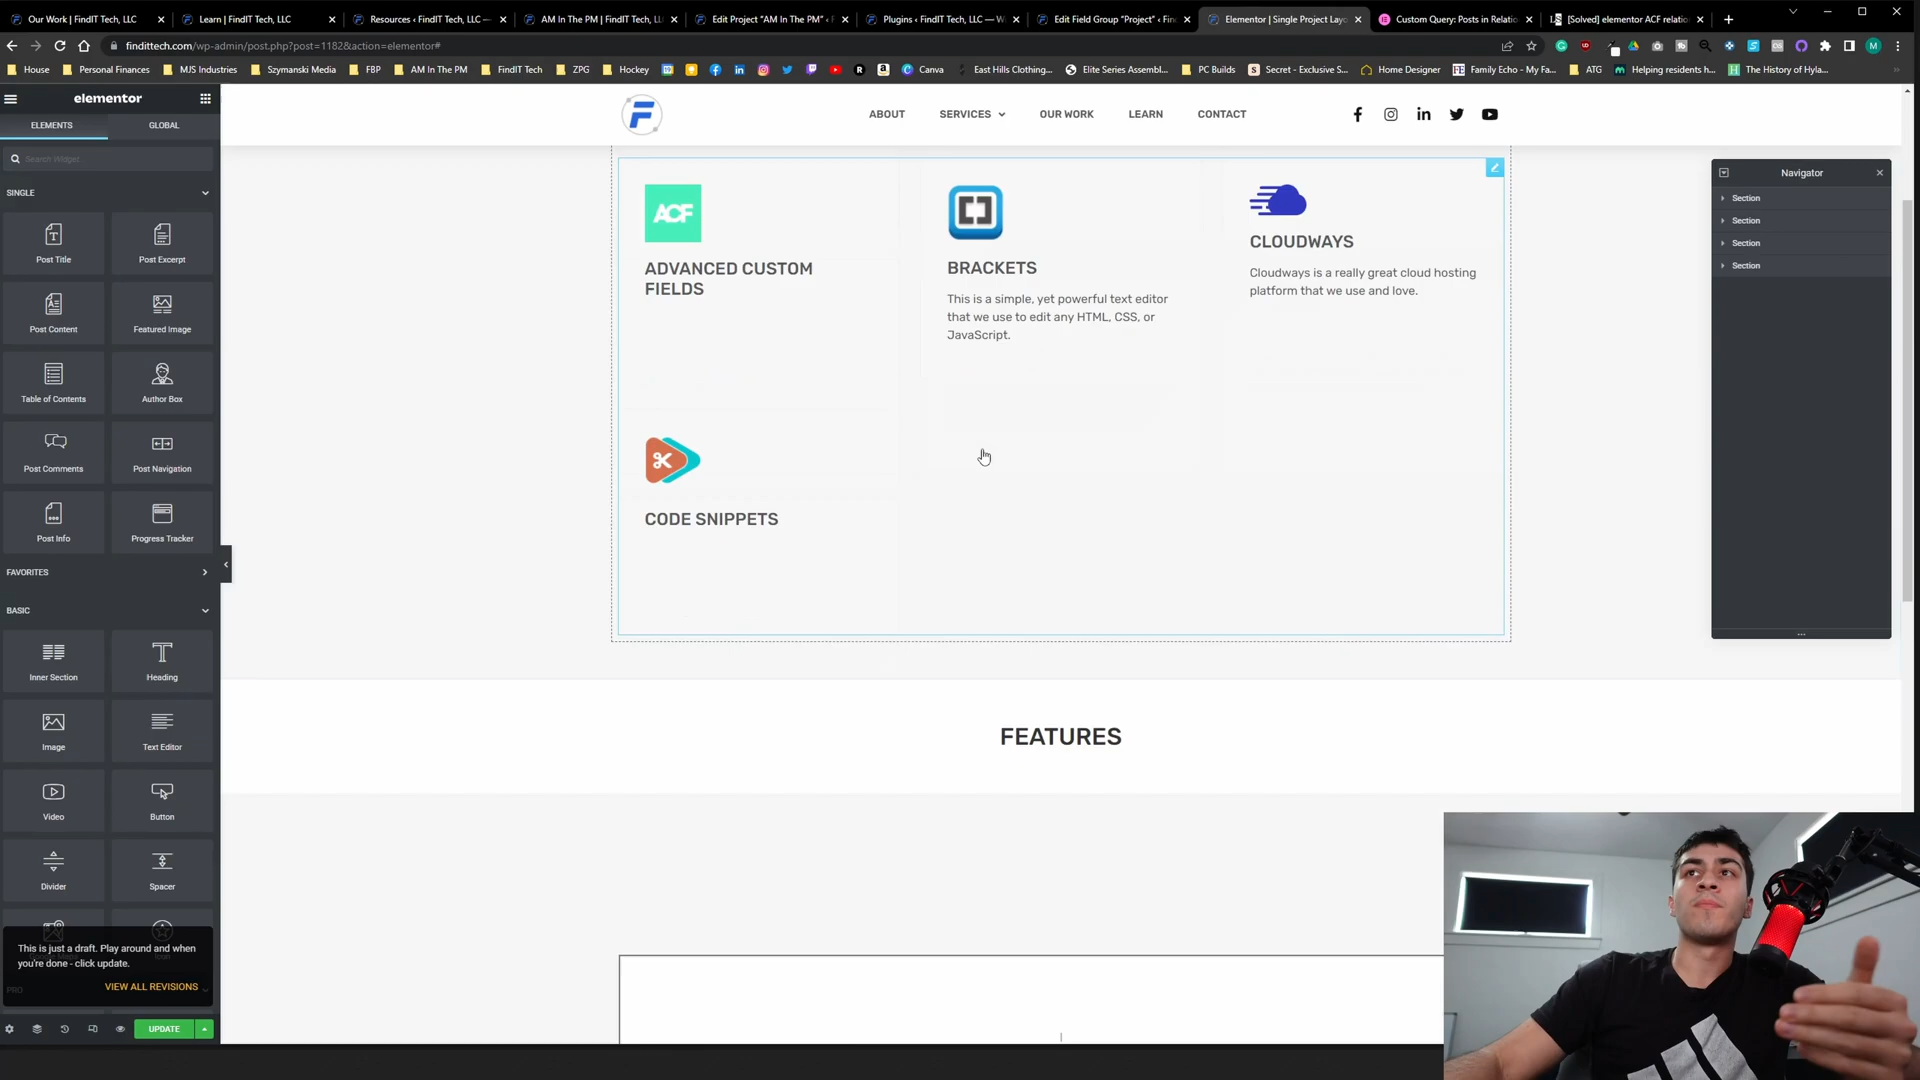 Our Work | FindIT Tech, LLC
Learn | FindIT Tech, LLC
Resources ‹ FindIT Tech, LLC —
AM In The PM | FindIT Tech, LL
Edit Project "AM In The PM" ‹ F
Plugins ‹ FindIT Tech, LLC — W
Edit Field Group "Project" ‹ Fin
Elementor | Single Project Layo
Custom Query: Posts in Relatio
[Solved] elementor ACF relatio
findittech.com/wp-admin/post.php?post=1182&action=elementor#
House
Personal Finances
MJS Industries
Szymanski Media
FBP
AM In The PM
FindIT Tech
ZPG
Hockey
Canva
East Hills Clothing...
Elite Series Assembl...
PC Builds
Secret - Exclusive S...
Home Designer
Family Echo - My Fa...
ATG
Helping residents h...
The History of Hyla...
elementor
ELEMENTS
GLOBAL
Search Widget
SINGLE
Post Title
Post Excerpt
Post Content
Featured Image
Table of Contents
Author Box
Post Comments
Post Navigation
Post Info
Progress Tracker
FAVORITES
BASIC
Inner Section
Heading
Image
Text Editor
Video
Button
Divider
Spacer
This is just a draft. Play around and when
you're done - click update.
VIEW ALL REVISIONS
PRO
UPDATE
F
ABOUT
SERVICES
OUR WORK
LEARN
CONTACT
ACF
ADVANCED CUSTOM
FIELDS
BRACKETS
This is a simple, yet powerful text editor
that we use to edit any HTML, CSS, or
JavaScript.
CLOUDWAYS
Cloudways is a really great cloud hosting
platform that we use and love.
CODE SNIPPETS
FEATURES
Navigator
Section
Section
Section
Section